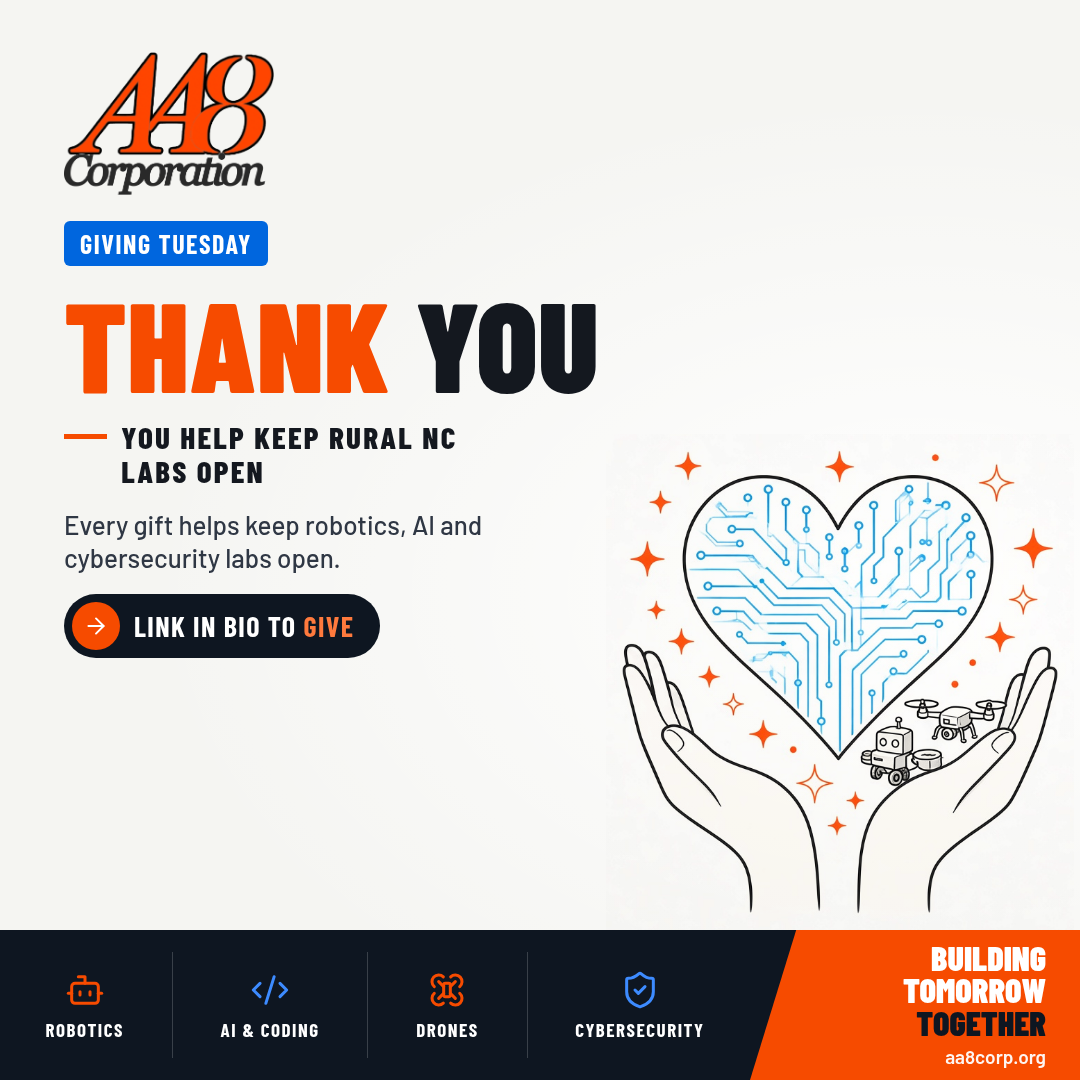 AA8
Corporation
GIVING TUESDAY
THANK YOU
YOU HELP KEEP RURAL NC
LABS OPEN
Every gift helps keep robotics, AI and
cybersecurity labs open.
LINK IN BIO TO GIVE
ROBOTICS
AI & CODING
DRONES
CYBERSECURITY
BUILDING
TOMORROW
TOGETHER
aa8corp.org